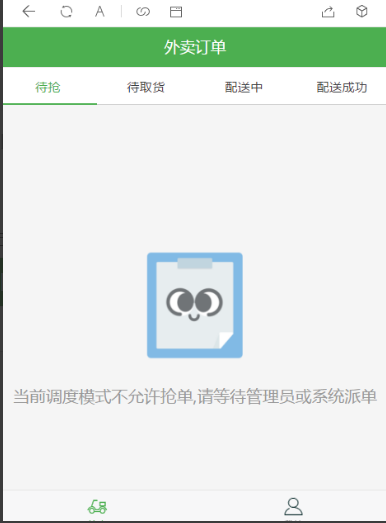 外卖订单
待抢
待取货
配送中
配送成功
当前调度模式不允许抢单,请等待管理员或系统派单